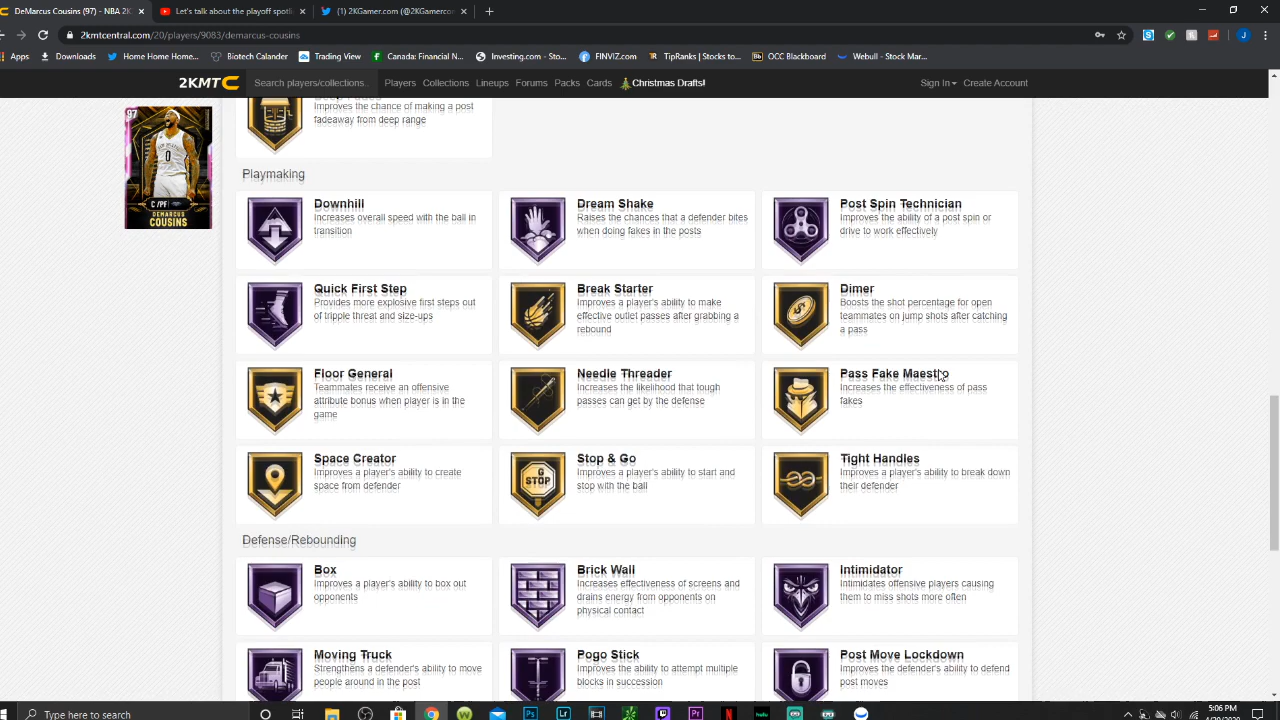 DeMarcus Cousins (97) - NBA 2K
Let's talk about the playoff spotli
(1) 2KGamer.com (@2KGamercon
2kmtcentral.com/20/players/9083/demarcus-cousins
Apps
Downloads
Home Home Home...
Biotech Calender
Trading View
Canada: Financial N...
Investing.com - Sto...
FINVIZ.com
TipRanks | Stocks to...
OCC Blackboard
Webull - Stock Mar...
2KMTC
Search players/collections..
Players
Collections
Lineups
Forums
Packs
Cards
Christmas Drafts!
Sign In
Create Account
97
C / PF
DEMARCUS
COUSINS
Improves the chance of making a post
fadeaway from deep range
Playmaking
Downhill
Increases overall speed with the ball in
transition
Dream Shake
Raises the chances that a defender bites
when doing fakes in the posts
Post Spin Technician
Improves the ability of a post spin or
drive to work effectively
Quick First Step
Provides more explosive first steps out
of tripple threat and size-ups
Break Starter
Improves a player's ability to make
effective outlet passes after grabbing a
rebound
Dimer
Boosts the shot percentage for open
teammates on jump shots after catching
a pass
Floor General
Teammates receive an offensive
attribute bonus when player is in the
game
Needle Threader
Increases the likelihood that tough
passes can get by the defense
Pass Fake Maestro
Increases the effectiveness of pass
fakes
Space Creator
Improves a player's ability to create
space from defender
G
STOP
Stop & Go
Improves a player's ability to start and
stop with the ball
Tight Handles
Improves a player's ability to break down
their defender
Defense/Rebounding
Box
Improves a player's ability to box out
opponents
Brick Wall
Increases effectiveness of screens and
drains energy from opponents on
physical contact
Intimidator
Intimidates offensive players causing
them to miss shots more often
Moving Truck
Strengthens a defender's ability to move
people around in the post
Pogo Stick
Improves the ability to attempt multiple
blocks in succession
Post Move Lockdown
Improves the defender's ability to defend
post moves
Type here to search
5:06 PM